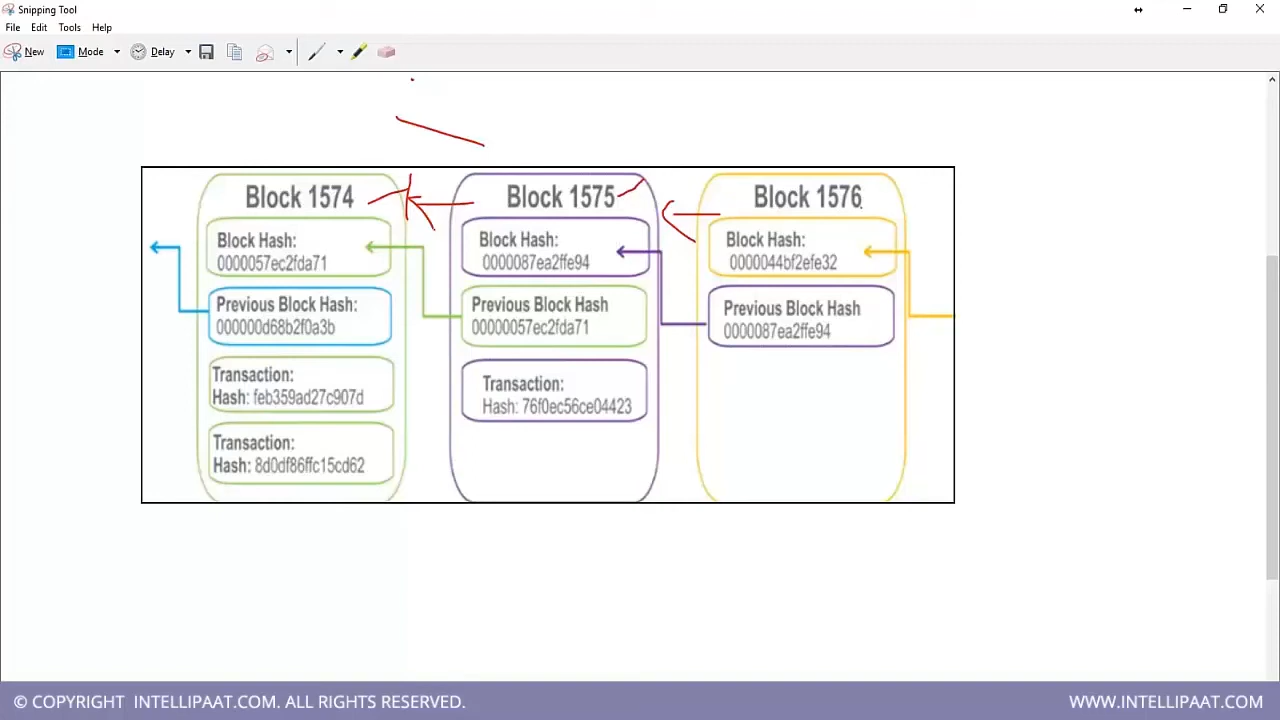 Snipping Tool
File Edit Tools Help
New Mode Delay
Block 1574
Block Hash:
0000057ec2fda71
Previous Block Hash:
000000d68b2f0a3b
Transaction:
Hash: feb359ad27c907d
Transaction:
Hash: 8d0df86ffc15cd62
Block 1575
Block Hash:
0000087ea2ffe94
Previous Block Hash
00000057ec2fda71
Transaction:
Hash: 76f0ec56ce04423
Block 1576
Block Hash:
0000044bf2efe32
Previous Block Hash
0000087ea2ffe94
© COPYRIGHT INTELLIPAAT.COM. ALL RIGHTS RESERVED.
WWW.INTELLIPAAT.COM